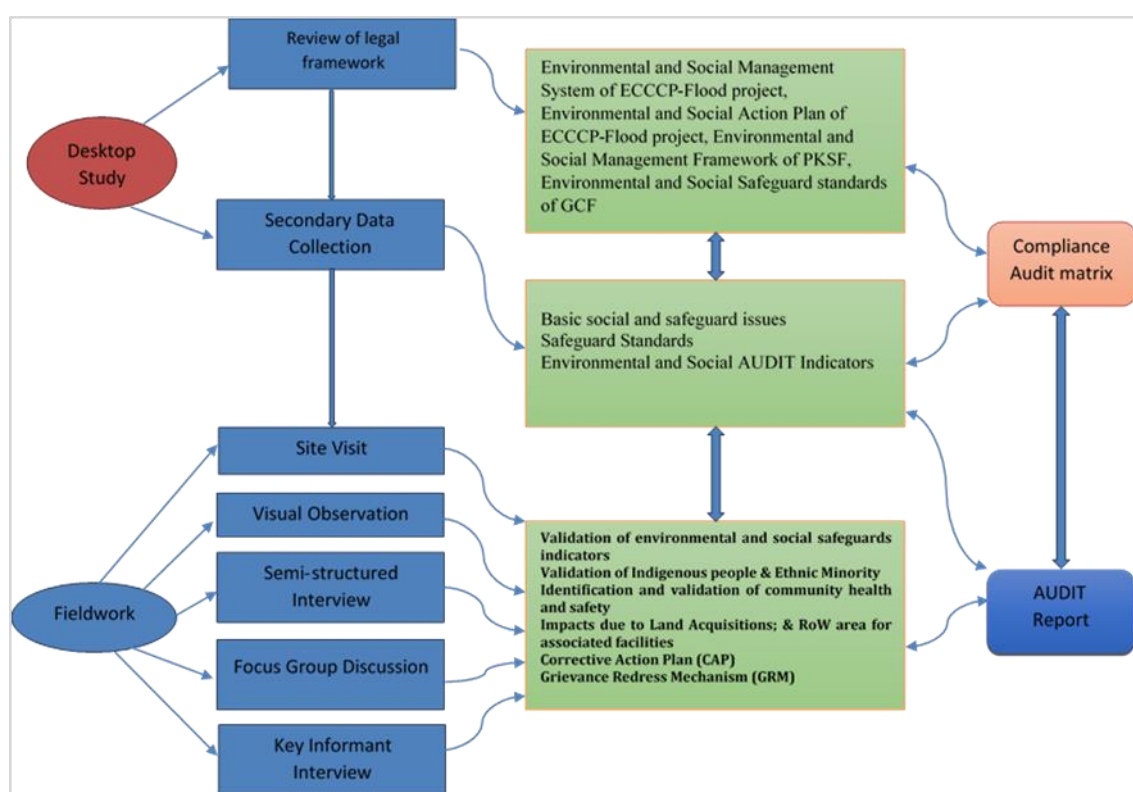 Review of legal
framework
Desktop
Study
Secondary Data
Collection
Environmental and Social Management
System of ECCCP-Flood project,
Environmental and Social Action Plan of
ECCCP-Flood project, Environmental and
Social Management Framework of PKSF,
Environmental and Social Safeguard standards
of GCF
Compliance
Audit matrix
Basic social and safeguard issues
Safeguard Standards
Environmental and Social AUDIT Indicators
Fieldwork
Site Visit
Visual Observation
Semi-structured
Interview
Focus Group Discussion
Key Informant
Interview
Validation of environmental and social safeguards
indicators
Validation of Indigenous people & Ethnic Minority
Identification and validation of community health
and safety
Impacts due to Land Acquisitions; & RoW area for
associated facilities
Corrective Action Plan (CAP)
Grievance Redress Mechanism (GRM)
AUDIT
Report